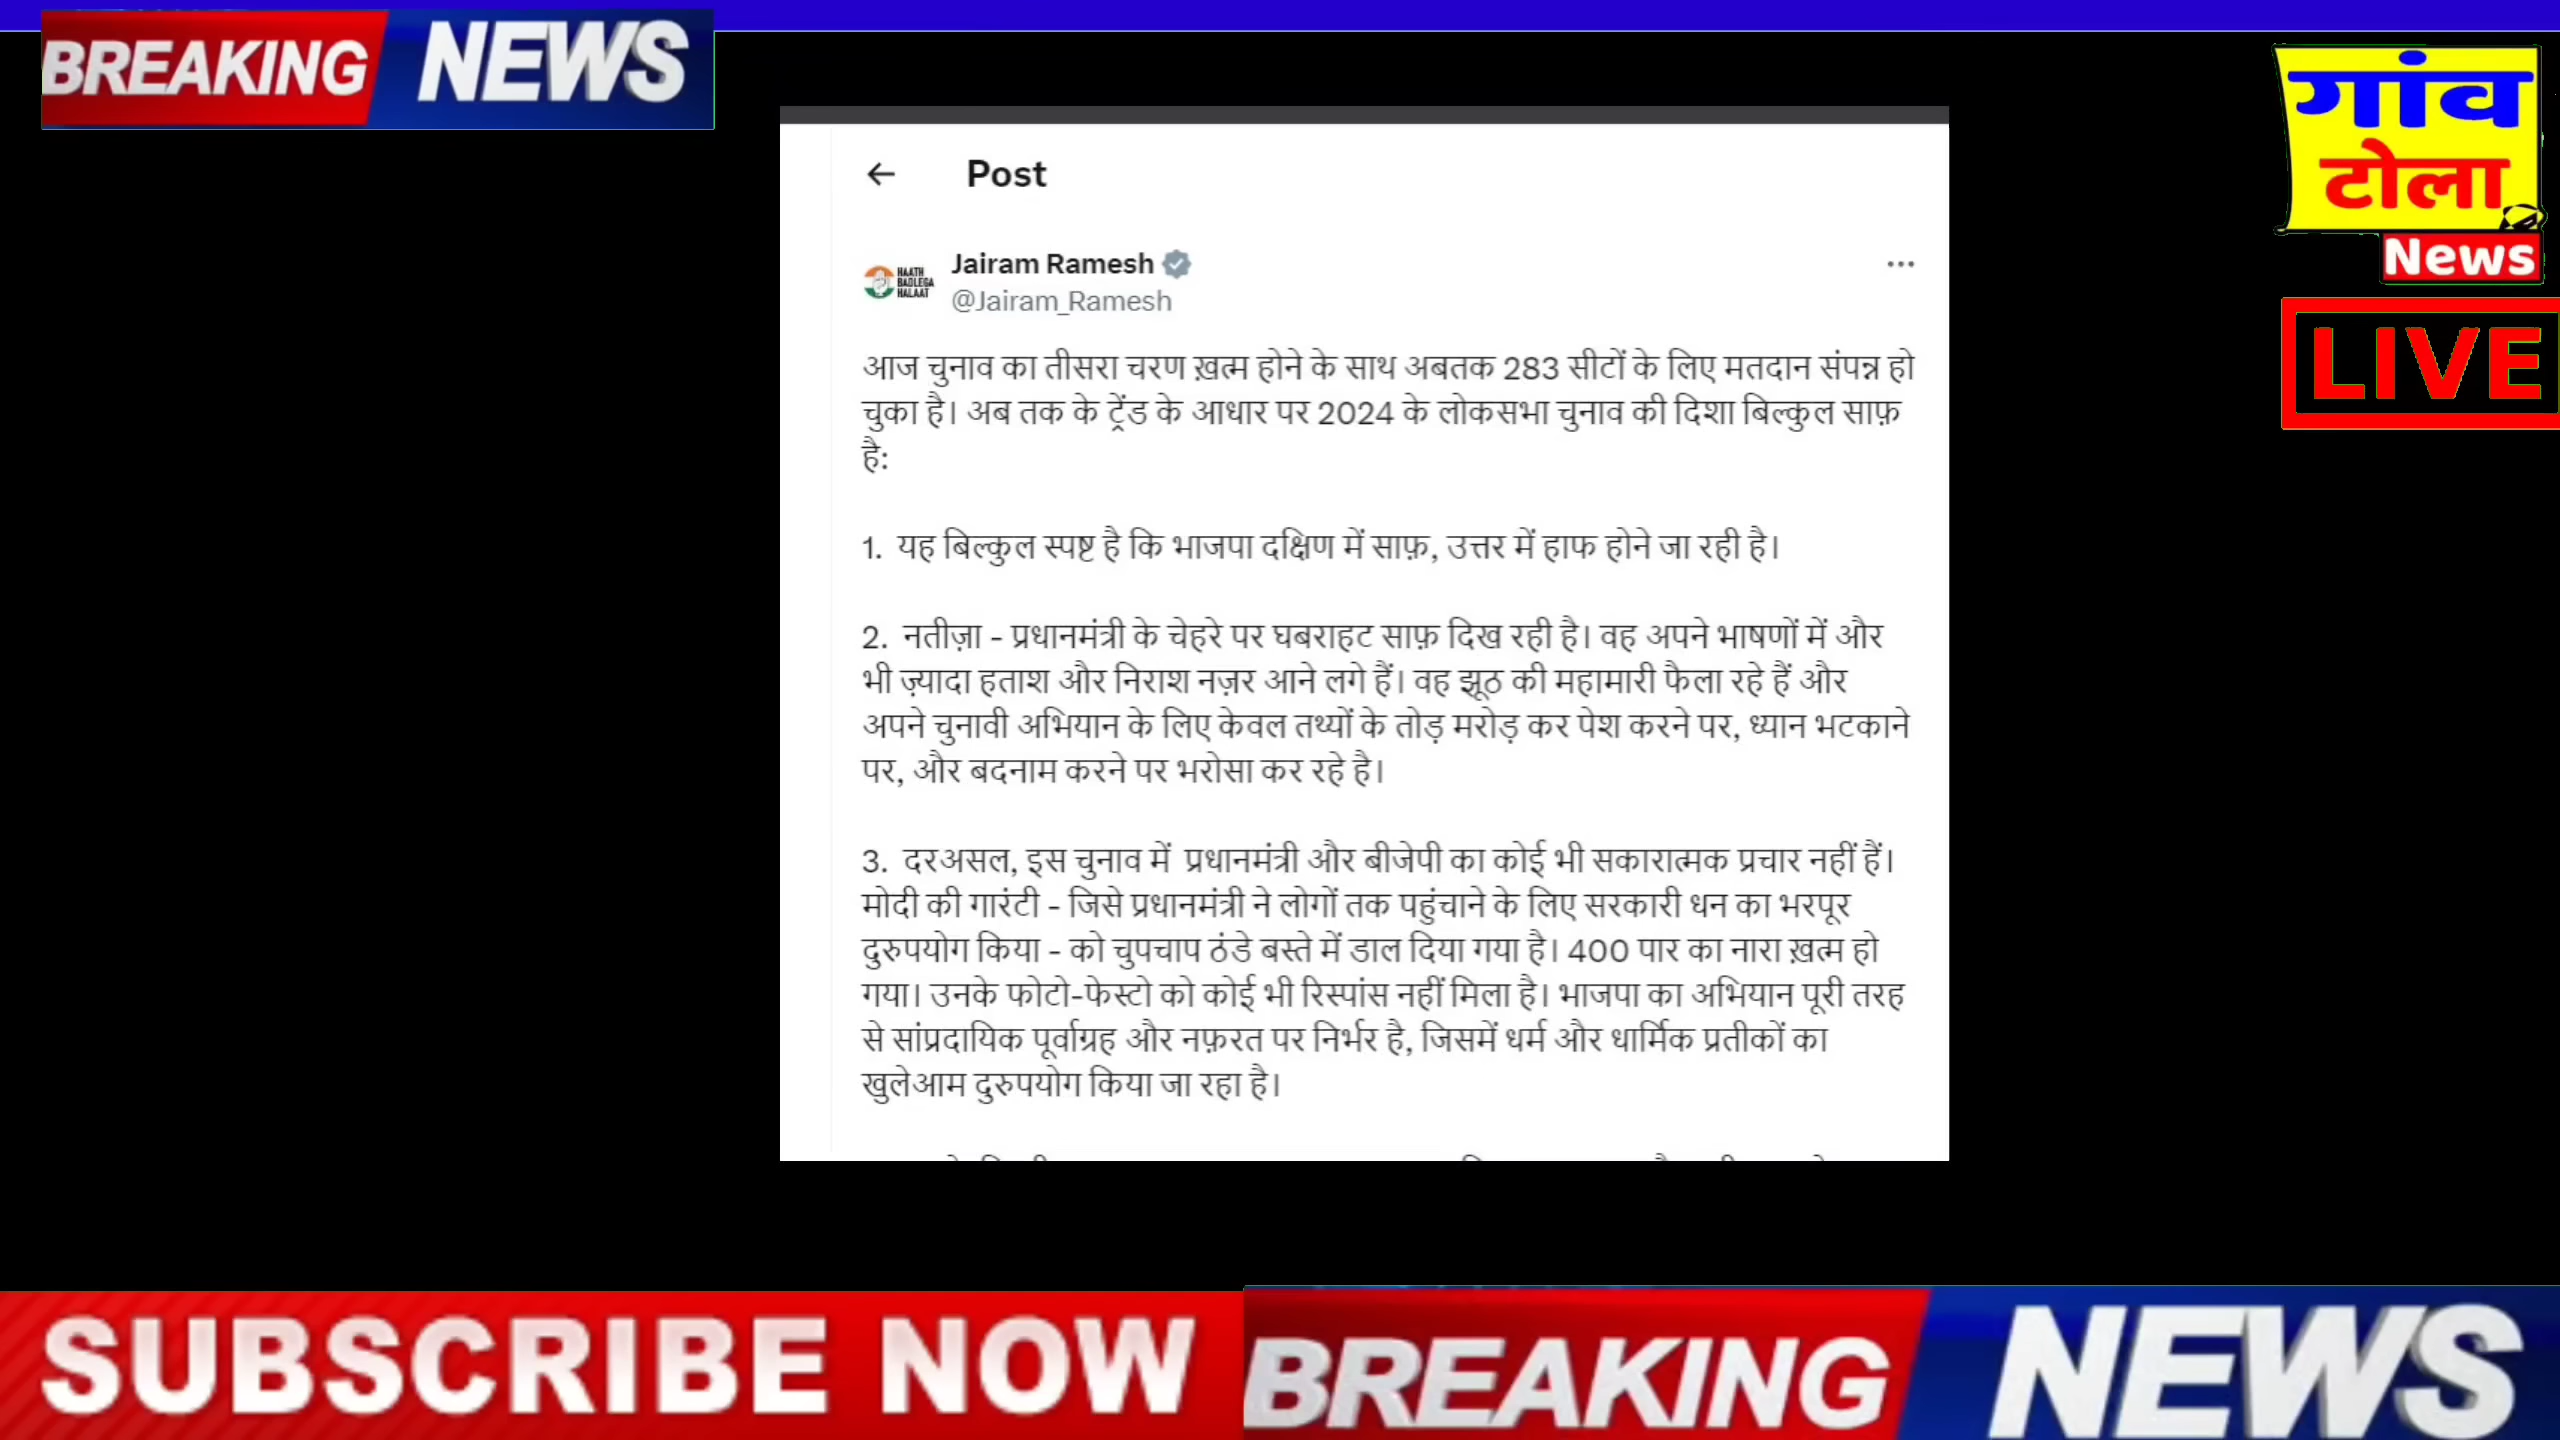 BREAKING NEWS
गांव
टोला
News
LIVE
Post
Jairam Ramesh
@Jairam_Ramesh
HAATH
BADLEGA
HALAAT
आज चुनाव का तीसरा चरण ख़त्म होने के साथ अबतक 283 सीटों के लिए मतदान संपन्न हो
चुका है। अब तक के ट्रेंड के आधार पर 2024 के लोकसभा चुनाव की दिशा बिल्कुल साफ़
है:
1. यह बिल्कुल स्पष्ट है कि भाजपा दक्षिण में साफ़, उत्तर में हाफ होने जा रही है।
2. नतीज़ा - प्रधानमंत्री के चेहरे पर घबराहट साफ़ दिख रही है। वह अपने भाषणों में और
भी ज़्यादा हताश और निराश नज़र आने लगे हैं। वह झूठ की महामारी फैला रहे हैं और
अपने चुनावी अभियान के लिए केवल तथ्यों के तोड़ मरोड़ कर पेश करने पर, ध्यान भटकाने
पर, और बदनाम करने पर भरोसा कर रहे है।
3. दरअसल, इस चुनाव में प्रधानमंत्री और बीजेपी का कोई भी सकारात्मक प्रचार नहीं हैं।
मोदी की गारंटी - जिसे प्रधानमंत्री ने लोगों तक पहुंचाने के लिए सरकारी धन का भरपूर
दुरुपयोग किया - को चुपचाप ठंडे बस्ते में डाल दिया गया है। 400 पार का नारा ख़त्म हो
गया। उनके फोटो-फेस्टो को कोई भी रिस्पांस नहीं मिला है। भाजपा का अभियान पूरी तरह
से सांप्रदायिक पूर्वाग्रह और नफ़रत पर निर्भर है, जिसमें धर्म और धार्मिक प्रतीकों का
खुलेआम दुरुपयोग किया जा रहा है।
SUBSCRIBE NOW
BREAKING NEWS